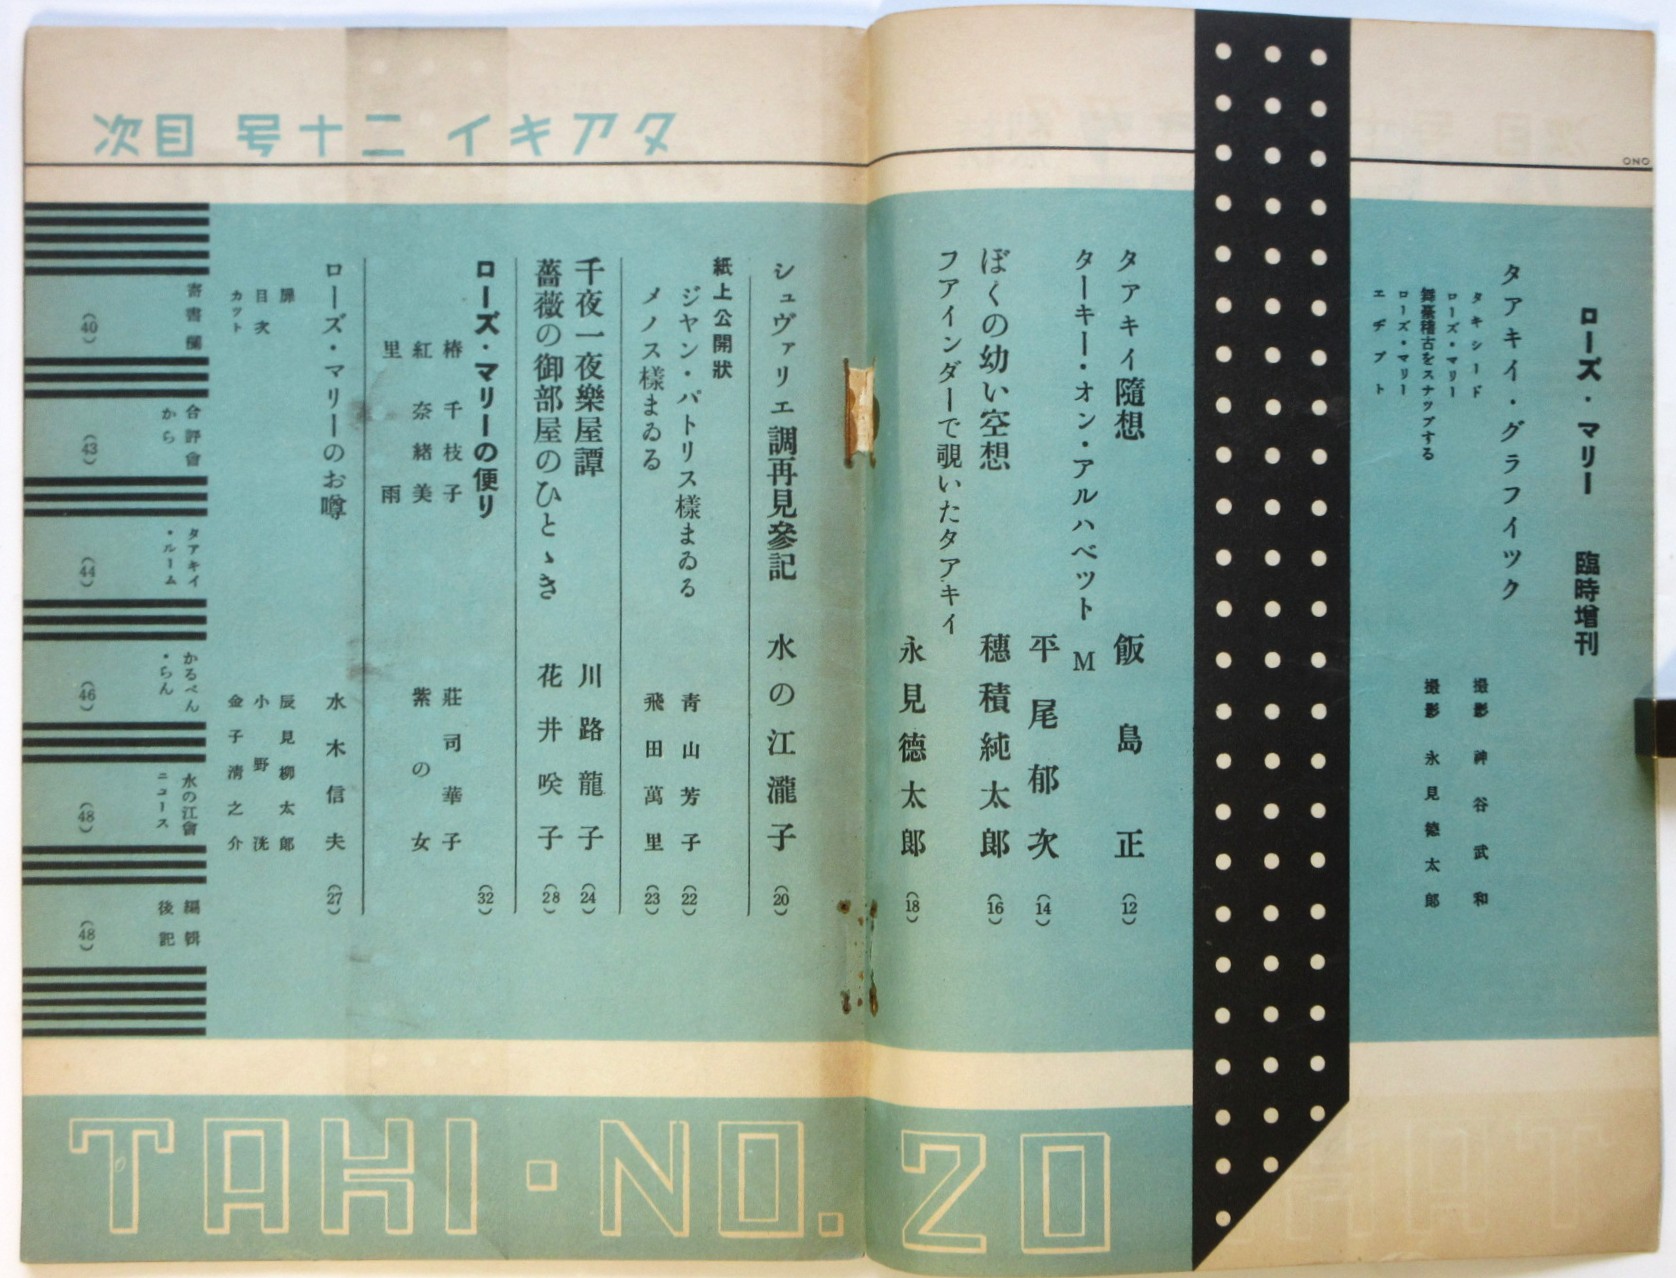 タアキイ 二十号 目次
ONO
ローズ・マリー 臨時増刊
タアキイ・グラフイツク
タキシード
ローズ・マリー
撮影 神谷武和
舞臺稽古をスナツプする
撮影 永見徳太郎
ローズ・マリー
エヂプト
タアキイ隨想 飯島正 (12)
ターキー・オン・アルハベツト M
平尾郁次 (14)
ぼくの幼い空想 穗積純太郎 (16)
フアインダーで覗いたタアキイ
永見德太郎 (18)
シュヴァリエ調再見參記 水の江瀧子 (20)
紙上公開狀
ジヤン・パトリス樣まゐる 靑山芳子 (22)
メノス樣まゐる 飛田萬里 (23)
千夜一夜樂屋譚 川路龍子 (24)
薔薇の御部屋のひとゝき 花井咲子 (28)
ローズ・マリーの便り (32)
椿千枝子 莊司華子
紅奈緒美 紫の女
里雨
ローズ・マリーのお噂 水木信夫 (27)
扉 辰見柳太郎
目次 小野洸
カツト 金子淸之介
寄書欄 (40)
合評會から (43)
タアキイ・ルーム (44)
かるぺん・らん (46)
水の江會ニユース (48)
編輯後記 (48)
TAKI・NO. 20